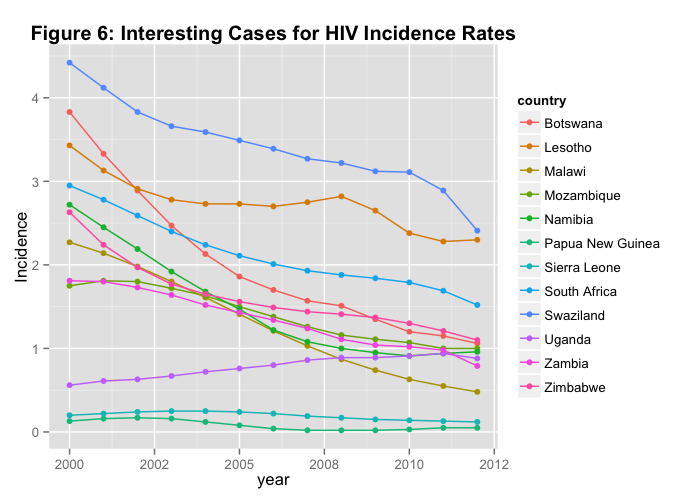 Figure 6: Interesting Cases for HIV Incidence Rates
4
3
2
1
0
Incidence
2000 2002 2005 2008 2010 2012
year
country
Botswana
Lesotho
Malawi
Mozambique
Namibia
Papua New Guinea
Sierra Leone
South Africa
Swaziland
Uganda
Zambia
Zimbabwe